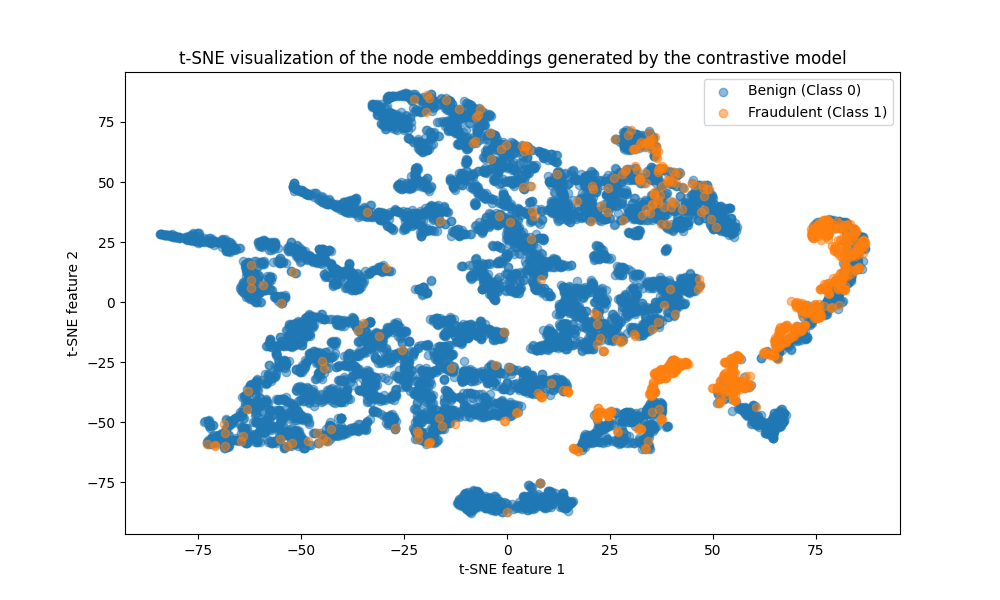 t-SNE visualization of the node embeddings generated by the contrastive model
Benign (Class 0)
Fraudulent (Class 1)
75
50
25
0
−25
−50
−75
t-SNE feature 2
−75
−50
−25
0
25
50
75
t-SNE feature 1